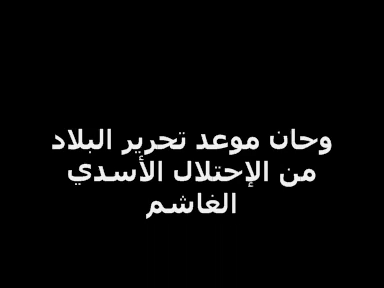 وحان موعد تحرير البلاد
من الإحتلال الأسدي
الغاشم